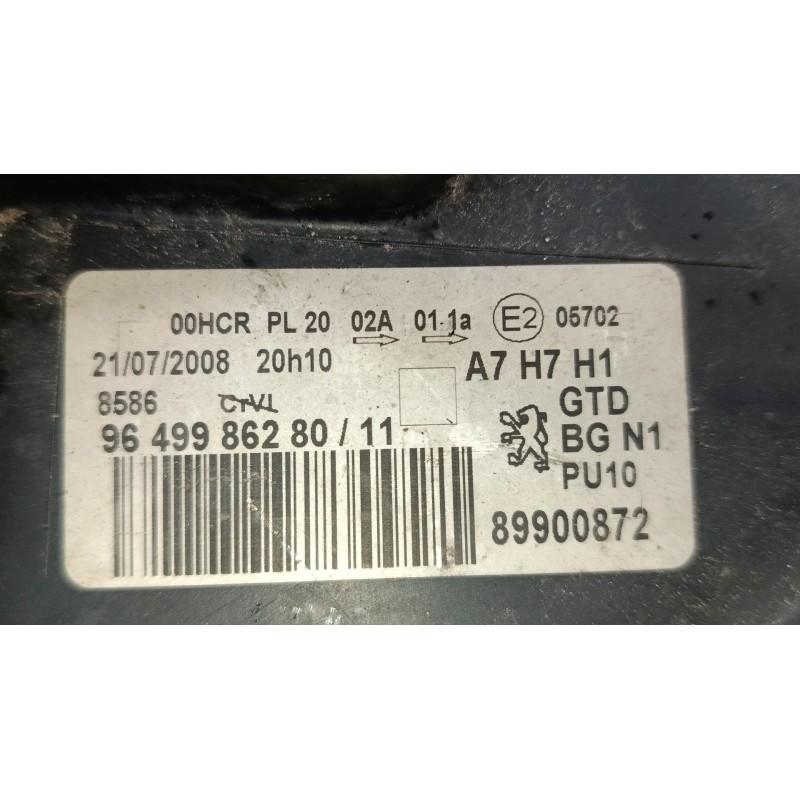 00HCR PL 20 02A 01 1a E2 05702
21/07/2008 20h10 A7 H7 H1
8586 GTD
96 499 862 80 / 11 BG N1
PU10
89900872